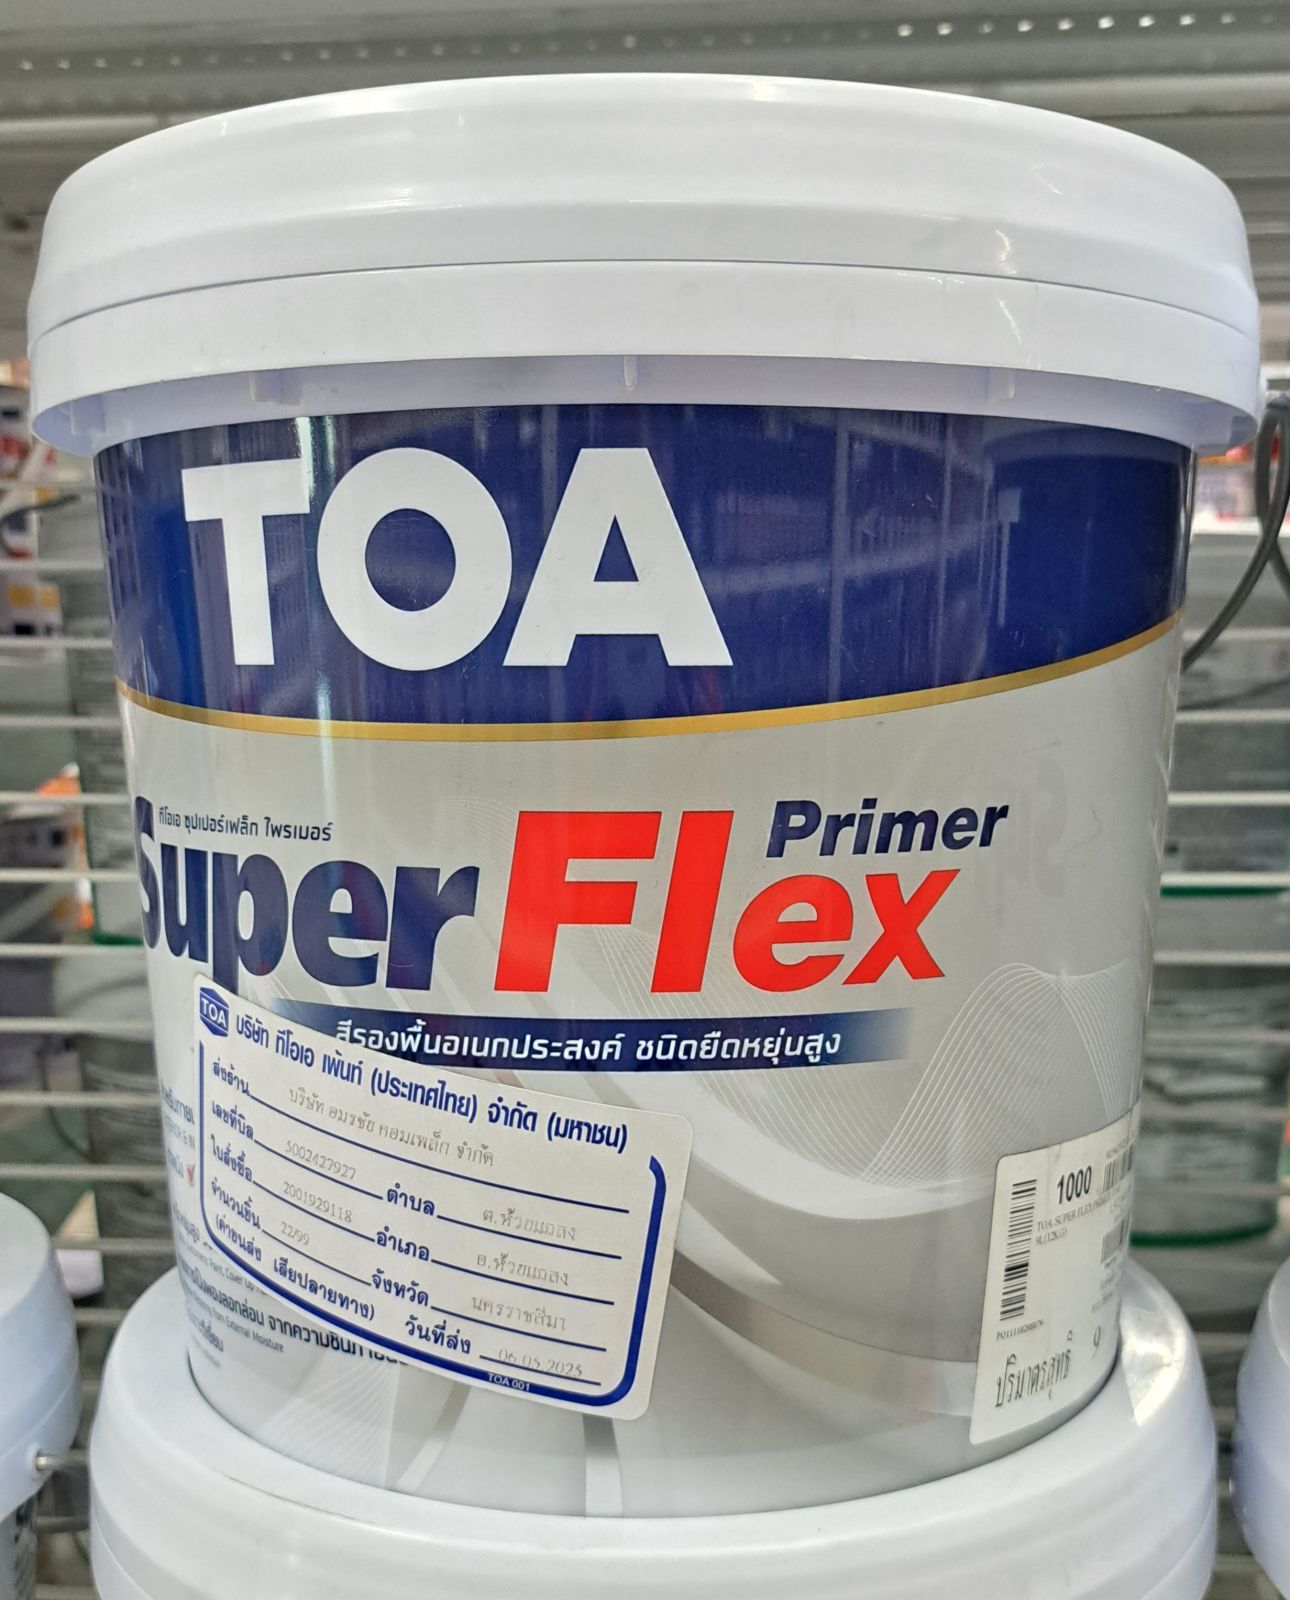 TOA
ทีโอเอ ซุปเปอร์เฟล็ก ไพรเมอร์
Primer
SuperFlex
สีรองพื้นอเนกประสงค์ ชนิดยืดหยุ่นสูง
TOA บริษัท ทีโอเอ เพ้นท์ (ประเทศไทย) จำกัด (มหาชน)
ส่งร้าน บริษัท อมรชัย คอมเพล็ก จำกัด
เลขที่บิล 5002427927 ตำบล ต.ห้วยแถลง
ใบสั่งซื้อ 2001929118 อำเภอ อ.ห้วยแถลง
จำนวนชิ้น 22/99 จังหวัด นครราชสีมา
(ค่าขนส่ง เสียปลายทาง) วันที่ส่ง 06.05.2025
TOA 001
1000
TOA SUPER FLEX
9L(12KG)
ปริมาตรสุทธิ 9
from External Moisture